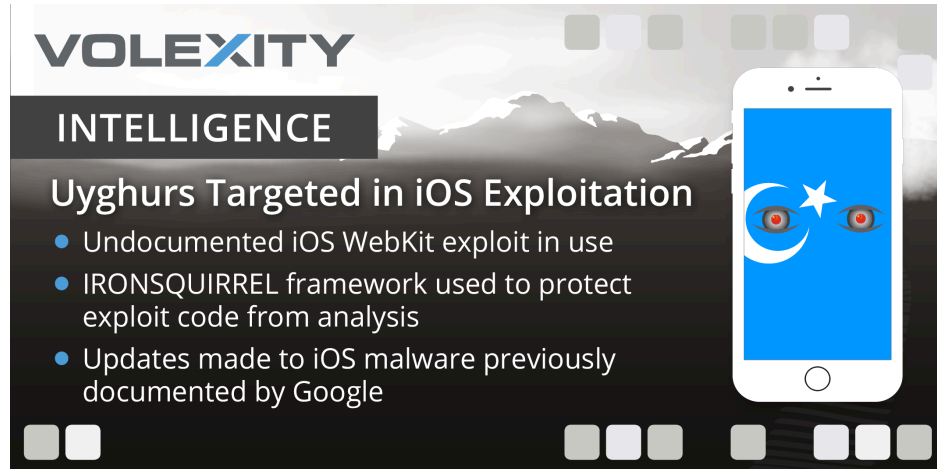 VOLEXITY
INTELLIGENCE
Uyghurs Targeted in iOS Exploitation
Undocumented iOS WebKit exploit in use
IRONSQUIRREL framework used to protect
exploit code from analysis
Updates made to iOS malware previously
documented by Google